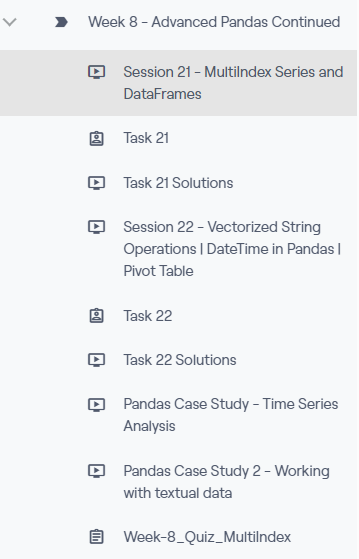 Week 8 - Advanced Pandas Continued
Session 21 - MultiIndex Series and
DataFrames
Task 21
Task 21 Solutions
Session 22 - Vectorized String
Operations | DateTime in Pandas |
Pivot Table
Task 22
Task 22 Solutions
Pandas Case Study - Time Series
Analysis
Pandas Case Study 2 - Working
with textual data
Week-8_Quiz_MultiIndex